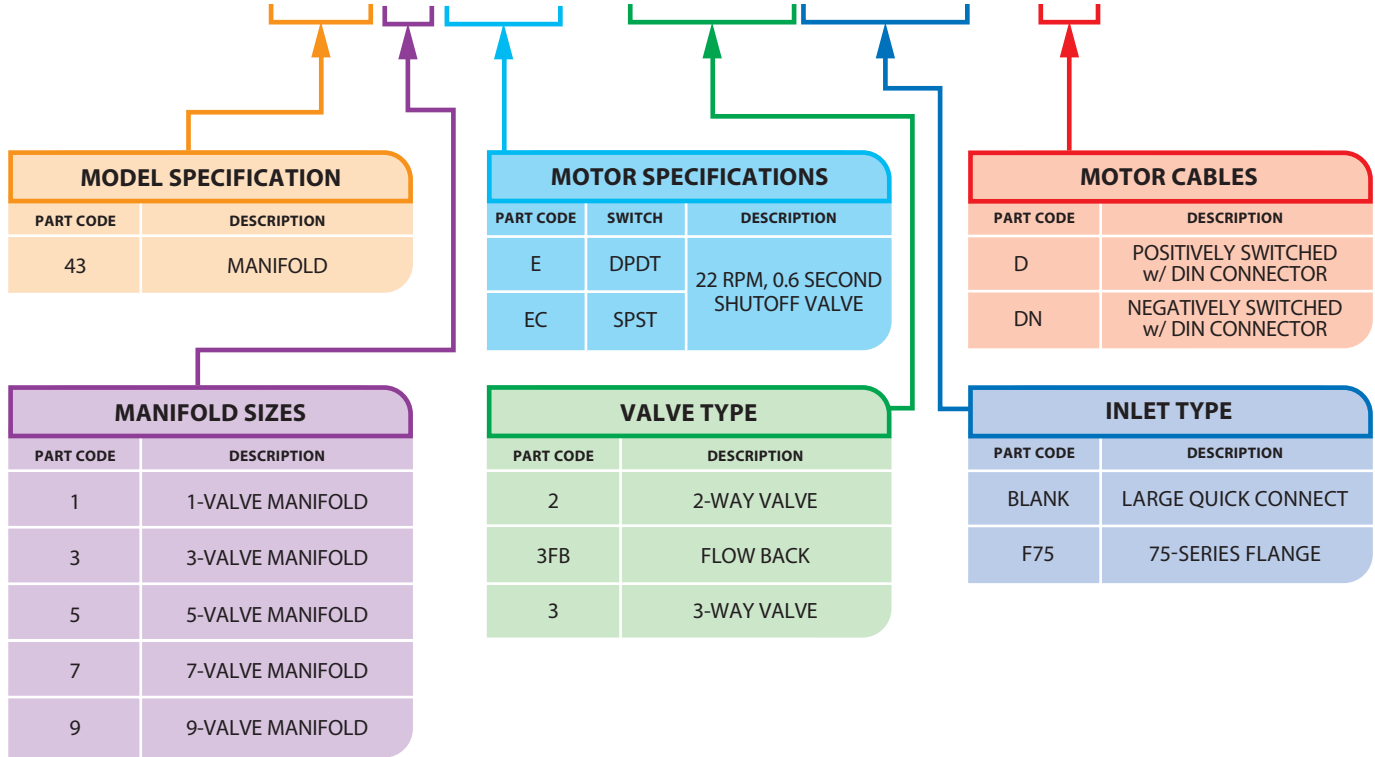 MODEL SPECIFICATION
PART CODE DESCRIPTION
43 MANIFOLD
MOTOR SPECIFICATIONS
PART CODE SWITCH DESCRIPTION
E DPDT
22 RPM, 0.6 SECOND
SHUTOFF VALVE
EC SPST
MOTOR CABLES
PART CODE DESCRIPTION
D POSITIVELY SWITCHED
w/ DIN CONNECTOR
DN NEGATIVELY SWITCHED
w/ DIN CONNECTOR
MANIFOLD SIZES
PART CODE DESCRIPTION
1 1-VALVE MANIFOLD
3 3-VALVE MANIFOLD
5 5-VALVE MANIFOLD
7 7-VALVE MANIFOLD
9 9-VALVE MANIFOLD
VALVE TYPE
PART CODE DESCRIPTION
2 2-WAY VALVE
3FB FLOW BACK
3 3-WAY VALVE
INLET TYPE
PART CODE DESCRIPTION
BLANK LARGE QUICK CONNECT
F75 75-SERIES FLANGE